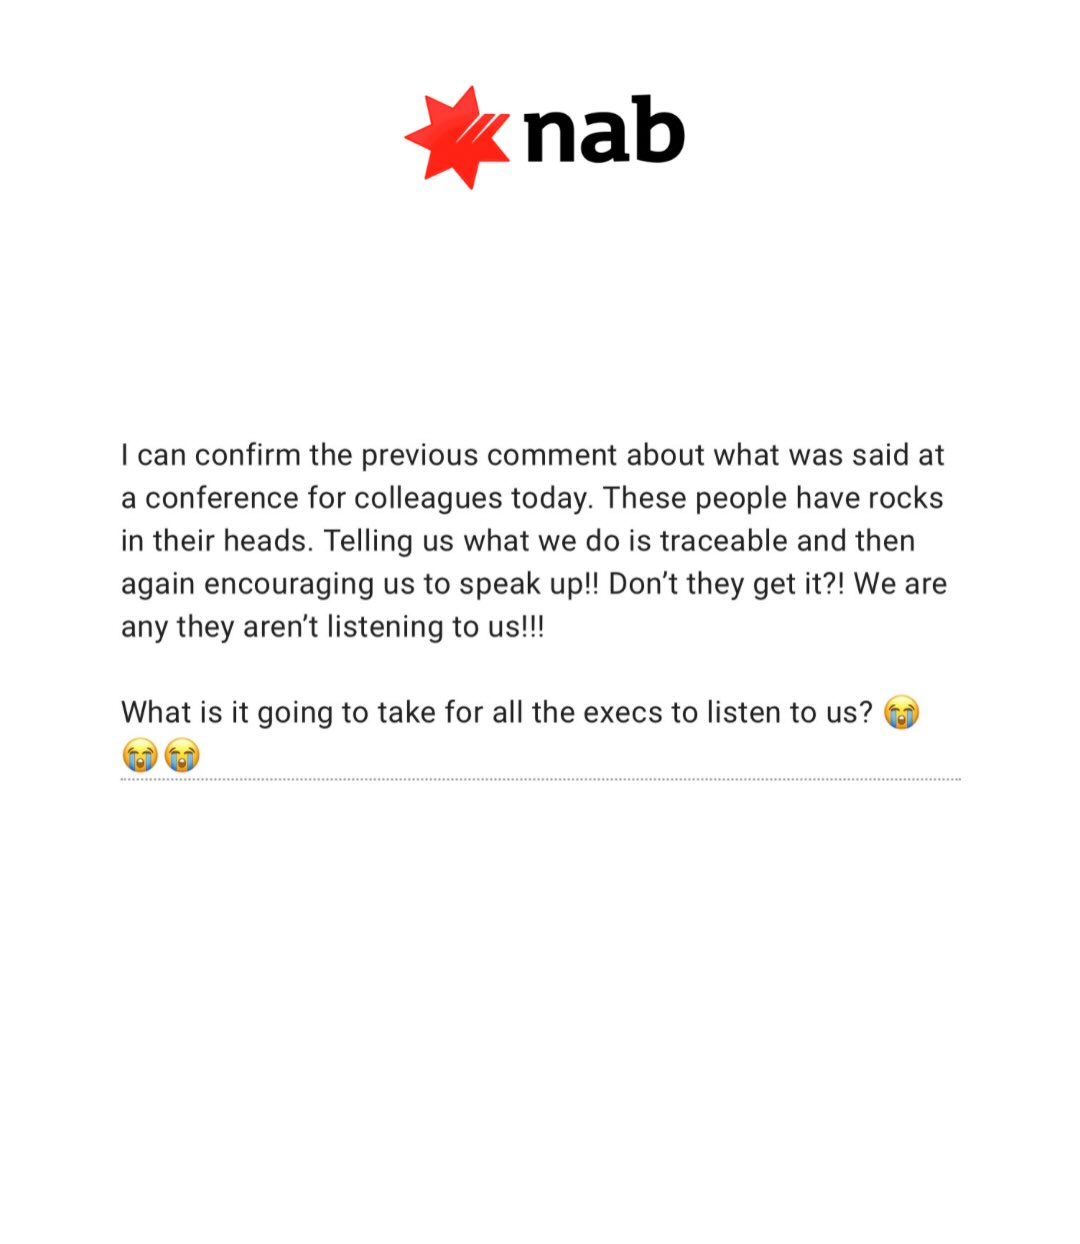 nab
I can confirm the previous comment about what was said at
a conference for colleagues today. These people have rocks
in their heads. Telling us what we do is traceable and then
again encouraging us to speak up!! Don’t they get it?! We are
any they aren’t listening to us!!!
What is it going to take for all the execs to listen to us? 😭
😭😭